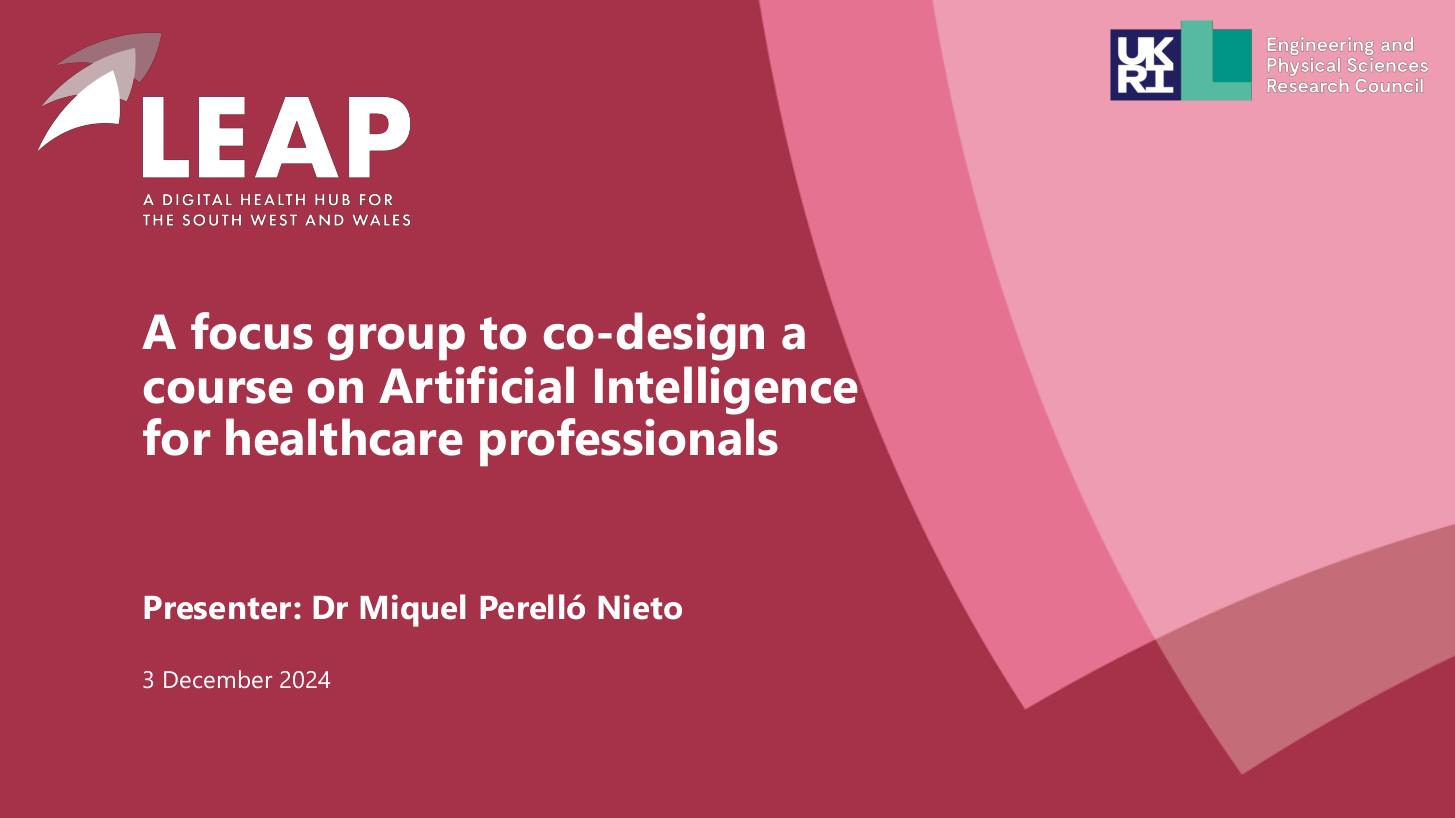 LEAP
A DIGITAL HEALTH HUB FOR
THE SOUTH WEST AND WALES
UK
RI
Engineering and
Physical Sciences
Research Council
A focus group to co-design a
course on Artificial Intelligence
for healthcare professionals
Presenter: Dr Miquel Perelló Nieto
3 December 2024